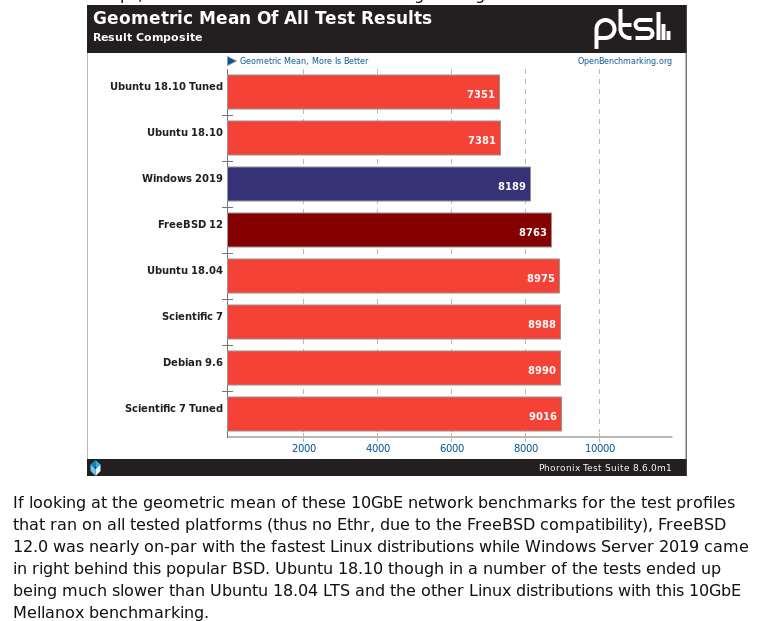 Geometric Mean Of All Test Results
Result Composite
ptsl
Geometric Mean, More Is Better
OpenBenchmarking.org
Ubuntu 18.10 Tuned
7351
Ubuntu 18.10
7381
Windows 2019
8189
FreeBSD 12
8763
Ubuntu 18.04
8975
Scientific 7
8988
Debian 9.6
8990
Scientific 7 Tuned
9016
2000 4000 6000 8000 10000
Phoronix Test Suite 8.6.0m1
If looking at the geometric mean of these 10GbE network benchmarks for the test profiles
that ran on all tested platforms (thus no Ethr, due to the FreeBSD compatibility), FreeBSD
12.0 was nearly on-par with the fastest Linux distributions while Windows Server 2019 came
in right behind this popular BSD. Ubuntu 18.10 though in a number of the tests ended up
being much slower than Ubuntu 18.04 LTS and the other Linux distributions with this 10GbE
Mellanox benchmarking.